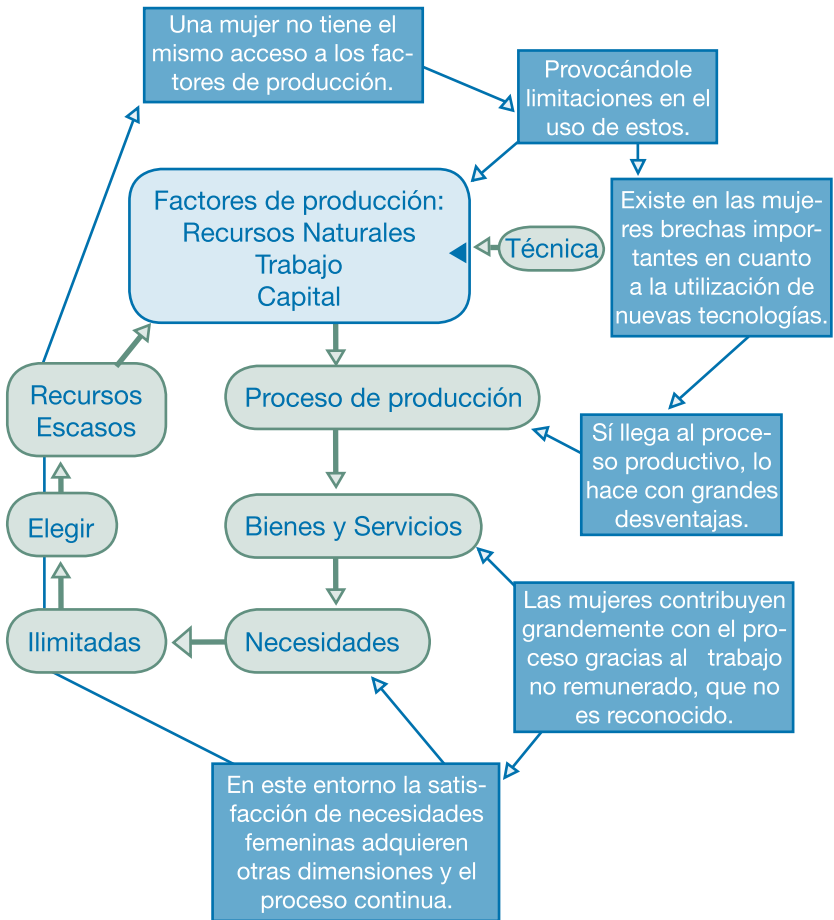 Una mujer no tiene el
mismo acceso a los fac-
tores de producción.
Provocándole
limitaciones en el
uso de estos.
Factores de producción:
Recursos Naturales
Trabajo
Capital
Técnica
Existe en las muje-
res brechas impor-
tantes en cuanto
a la utilización de
nuevas tecnologías.
Recursos
Escasos
Proceso de producción
Sí llega al proce-
so productivo, lo
hace con grandes
desventajas.
Elegir
Bienes y Servicios
Las mujeres contribuyen
grandemente con el pro-
ceso gracias al trabajo
no remunerado, que no
es reconocido.
Ilimitadas
Necesidades
En este entorno la satis-
facción de necesidades
femeninas adquieren
otras dimensiones y el
proceso continua.